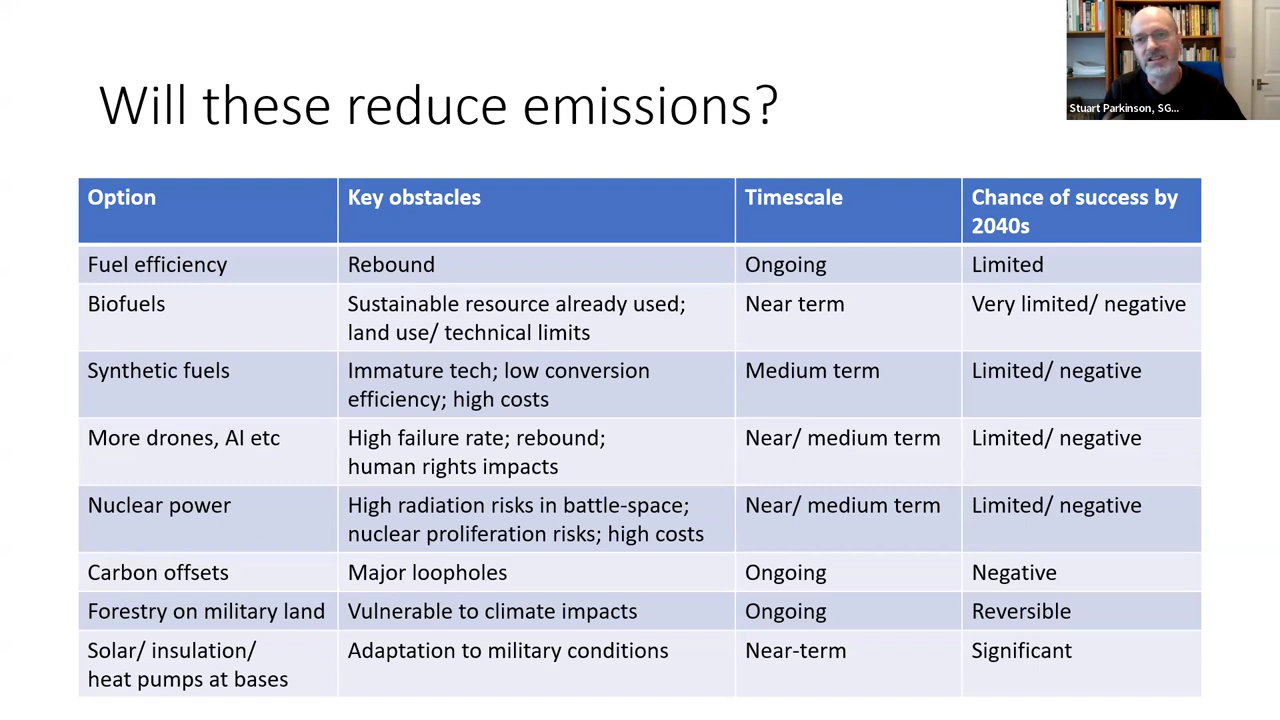 Will these reduce emissions?
Stuart Parkinson, SG...
Option
Key obstacles
Timescale
Chance of success by
2040s
Fuel efficiency
Rebound
Ongoing
Limited
Biofuels
Sustainable resource already used;
land use/ technical limits
Near term
Very limited/ negative
Synthetic fuels
Immature tech; low conversion
efficiency; high costs
Medium term
Limited/ negative
More drones, AI etc
High failure rate; rebound;
human rights impacts
Near/ medium term
Limited/ negative
Nuclear power
High radiation risks in battle-space;
nuclear proliferation risks; high costs
Near/ medium term
Limited/ negative
Carbon offsets
Major loopholes
Ongoing
Negative
Forestry on military land
Vulnerable to climate impacts
Ongoing
Reversible
Solar/ insulation/
heat pumps at bases
Adaptation to military conditions
Near-term
Significant